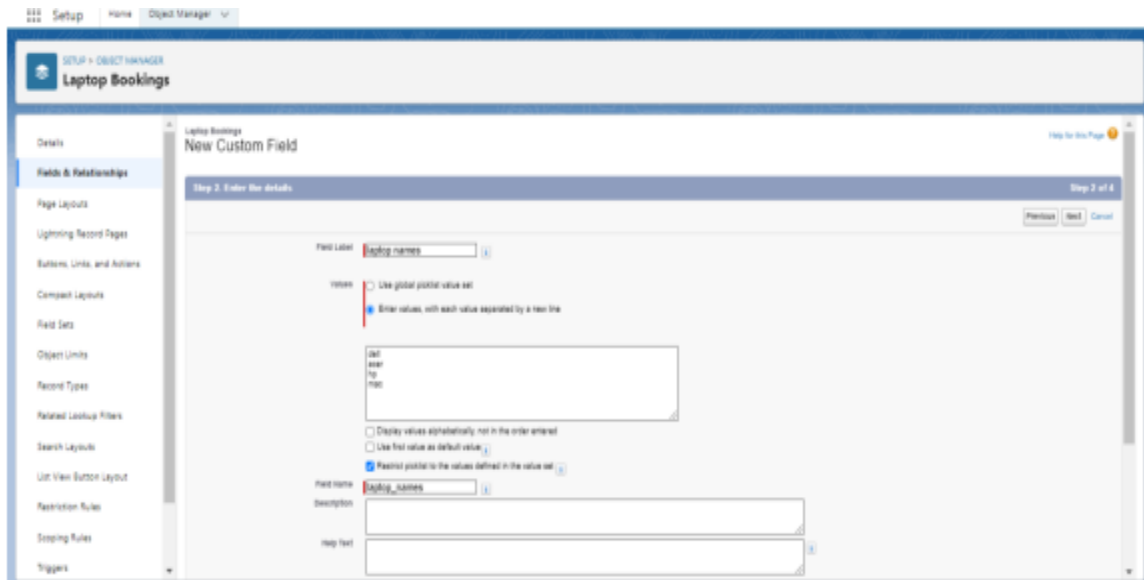 Setup Home Object Manager
SETUP > OBJECT MANAGER
Laptop Bookings
Details
Fields & Relationships
Page Layouts
Lightning Record Pages
Buttons, Links, and Actions
Compact Layouts
Field Sets
Object Limits
Record Types
Related Lookup Filters
Search Layouts
List View Button Layout
Restriction Rules
Scoping Rules
Triggers
Laptop Bookings
New Custom Field
Help for this Page
Step 2. Enter the details
Step 2 of 4
Previous Next Cancel
Field Label laptop names
Values Use global picklist value set
Enter values, with each value separated by a new line
dell
acer
hp
mac
Display values alphabetically, not in the order entered
Use first value as default value
Restrict picklist to the values defined in the value set
Field Name laptop_names
Description
Help Text